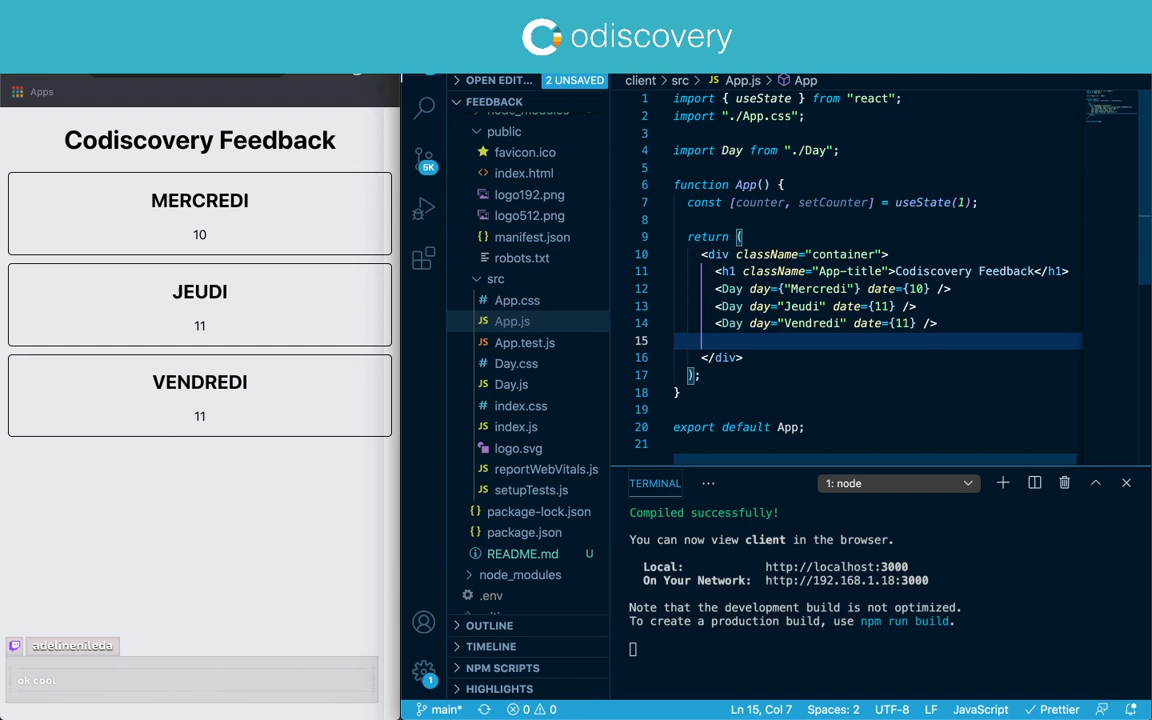 Codiscovery
Apps
Codiscovery Feedback
MERCREDI
10
JEUDI
11
VENDREDI
11
adelinenileda
ok cool
5K
1
OPEN EDIT... 2 UNSAVED
FEEDBACK
node_modules
public
favicon.ico
index.html
logo192.png
logo512.png
manifest.json
robots.txt
src
App.css
App.js
App.test.js
Day.css
Day.js
index.css
index.js
logo.svg
reportWebVitals.js
setupTests.js
package-lock.json
package.json
README.md U
node_modules
.env
OUTLINE
TIMELINE
NPM SCRIPTS
HIGHLIGHTS
client > src > JS App.js > App
1 import { useState } from "react";
2 import "./App.css";
3
4 import Day from "./Day";
5
6 function App() {
7 const [counter, setCounter] = useState(1);
8
9 return (
10 <div className="container">
11 <h1 className="App-title">Codiscovery Feedback</h1>
12 <Day day={"Mercredi"} date={10} />
13 <Day day="Jeudi" date={11} />
14 <Day day="Vendredi" date={11} />
15
16 </div>
17 );
18 }
19
20 export default App;
21
TERMINAL ... 1: node
Compiled successfully!
You can now view client in the browser.
Local: http://localhost:3000
On Your Network: http://192.168.1.18:3000
Note that the development build is not optimized.
To create a production build, use npm run build.
main* 0 0 Ln 15, Col 7 Spaces: 2 UTF-8 LF JavaScript Prettier